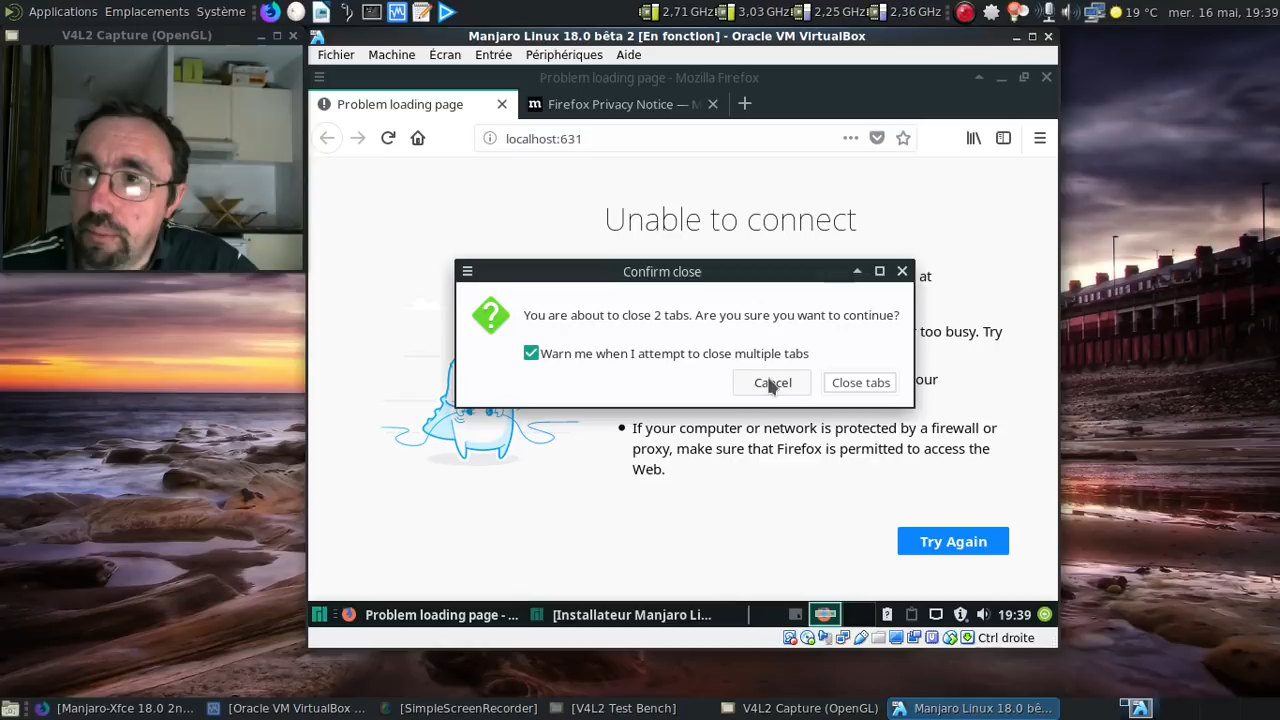 Applications Emplacements Système
2,71 GHz 3,03 GHz 2,25 GHz 2,36 GHz 19 °C mer. 16 mai, 19:39
V4L2 Capture (OpenGL)
Manjaro Linux 18.0 bêta 2 [En fonction] - Oracle VM VirtualBox
Fichier Machine Écran Entrée Périphériques Aide
Problem loading page - Mozilla Firefox
Problem loading page
Firefox Privacy Notice — M
localhost:631
Unable to connect
at
Confirm close
You are about to close 2 tabs. Are you sure you want to continue?
too busy. Try
Warn me when I attempt to close multiple tabs
Cancel Close tabs
our
If your computer or network is protected by a firewall or
proxy, make sure that Firefox is permitted to access the
Web.
Try Again
Problem loading page - ... [Installateur Manjaro Li... 19:39
Ctrl droite
[Manjaro-Xfce 18.0 2n... [Oracle VM VirtualBox ... [SimpleScreenRecorder] [V4L2 Test Bench] V4L2 Capture (OpenGL) Manjaro Linux 18.0 bê...